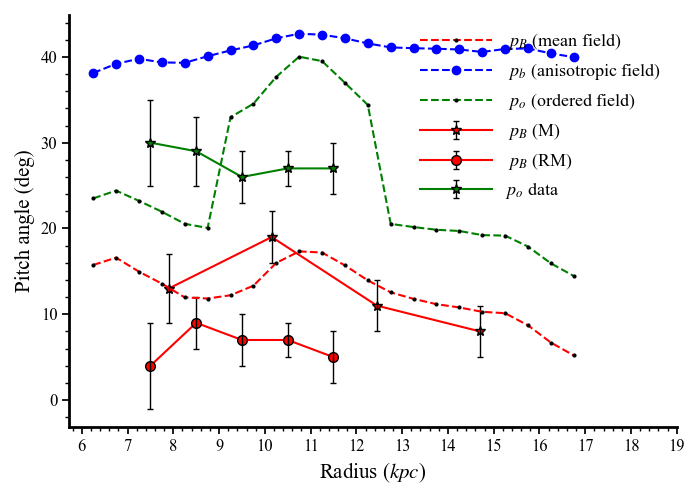 40
30
20
10
0
Pitch angle (deg)
p_B (mean field)
p_b (anisotropic field)
p_o (ordered field)
p_B (M)
p_B (RM)
p_o data
6 7 8 9 10 11 12 13 14 15 16 17 18 19
Radius (kpc)